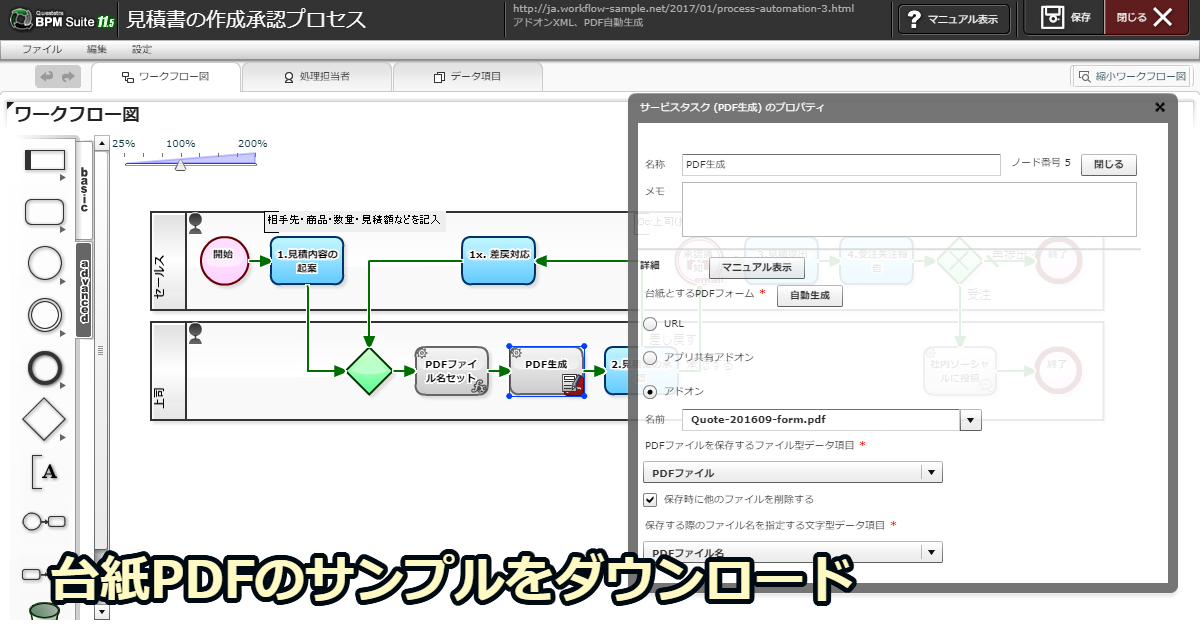 Questetra
BPM Suite 11.5
見積書の作成承認プロセス
http://ja.workflow-sample.net/2017/01/process-automation-3.html
アドオンXML、PDF自動生成
? マニュアル表示
保存
閉じる
ファイル 編集 設定
ワークフロー図
処理担当者
データ項目
縮小ワークフロー図
ワークフロー図
25% 100% 200%
basic
advanced
A
相手先・商品・数量・見積額などを記入
セールス
開始
1.見積内容の
起案
1x. 差戻対応
上司
PDFファイ
ル名セット
PDF生成
サービスタスク (PDF生成) のプロパティ
名称
PDF生成
ノード番号 5
閉じる
メモ
詳細
マニュアル表示
台紙とするPDFフォーム *
自動生成
URL
アプリ共有アドオン
アドオン
名前
Quote-201609-form.pdf
PDFファイルを保存するファイル型データ項目 *
PDFファイル
保存時に他のファイルを削除する
保存する際のファイル名を指定する文字型データ項目 *
PDFファイル名
終了
受注
差し戻す
社内ソーシャ
ルに投稿
終了
台紙PDFのサンプルをダウンロード